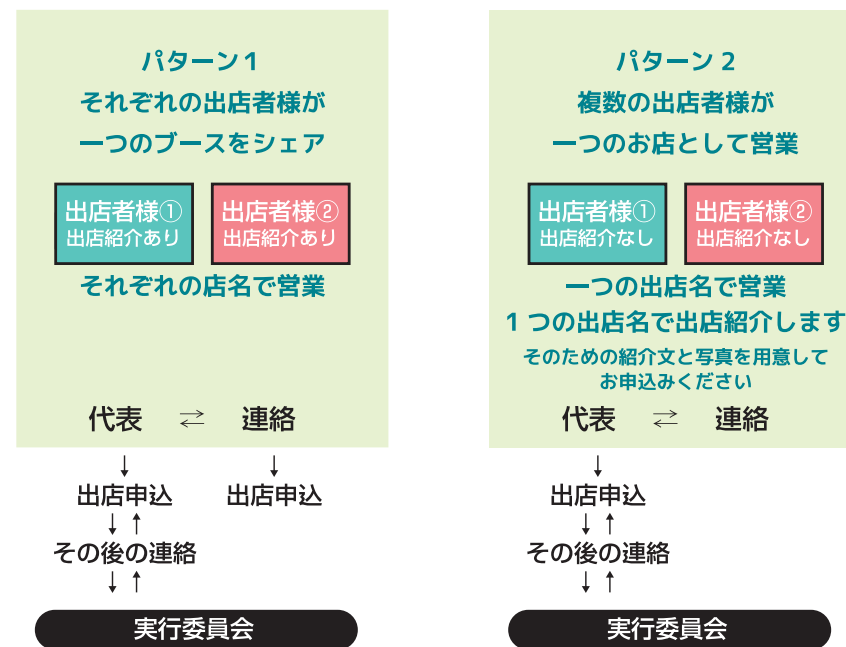 パターン1
それぞれの出店者様が
一つのブースをシェア
出店者様①
出店紹介あり
出店者様②
出店紹介あり
それぞれの店名で営業
代表 ⇄ 連絡
↓ ↓
出店申込 出店申込
↓↑
その後の連絡
↓↑
実行委員会
パターン2
複数の出店者様が
一つのお店として営業
出店者様①
出店紹介なし
出店者様②
出店紹介なし
一つの出店名で営業
1つの出店名で出店紹介します
そのための紹介文と写真を用意して
お申込みください
代表 ⇄ 連絡
↓
出店申込
↓↑
その後の連絡
↓↑
実行委員会